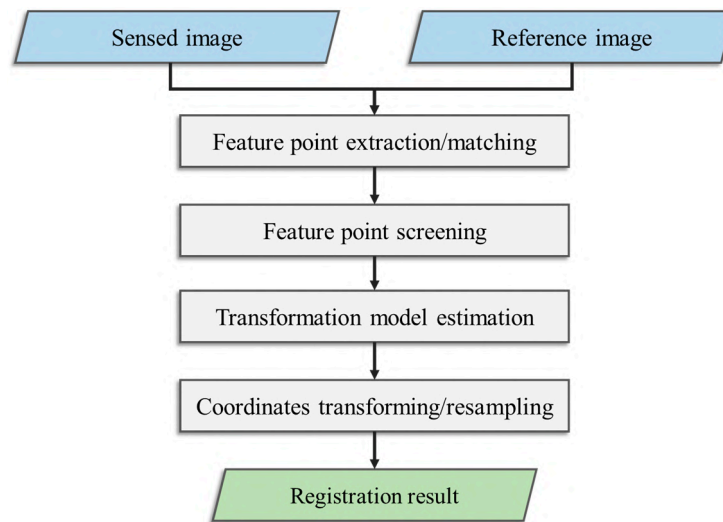 Sensed image
Reference image
Feature point extraction/matching
Feature point screening
Transformation model estimation
Coordinates transforming/resampling
Registration result